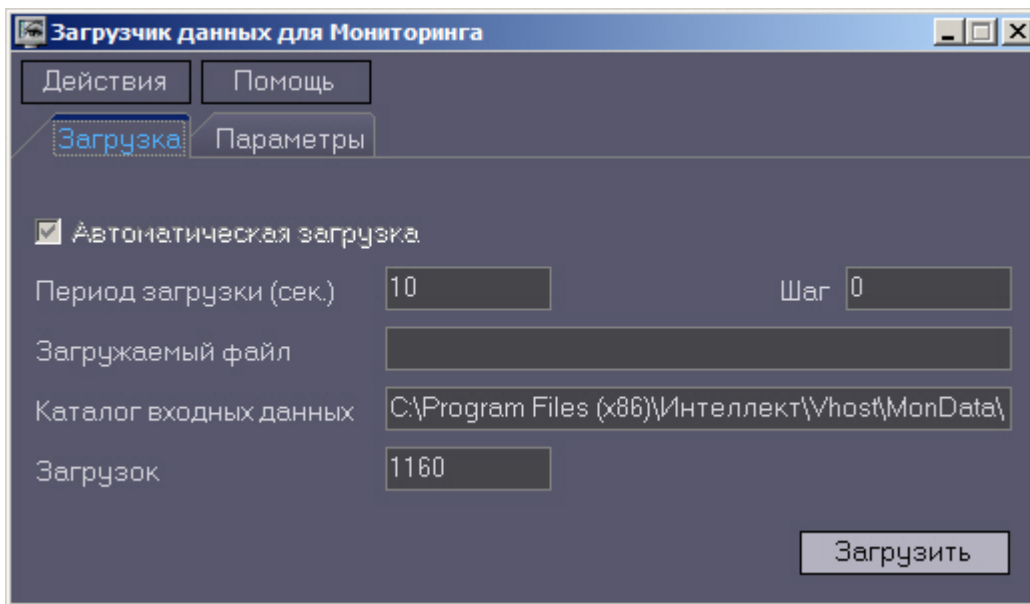 Загрузчик данных для Мониторинга
Действия Помощь
Загрузка Параметры
Автоматическая загрузка
Период загрузки (сек.) 10 Шаг 0
Загружаемый файл
Каталог входных данных C:\Program Files (x86)\Интеллект\Vhost\MonData\
Загрузок 1160
Загрузить